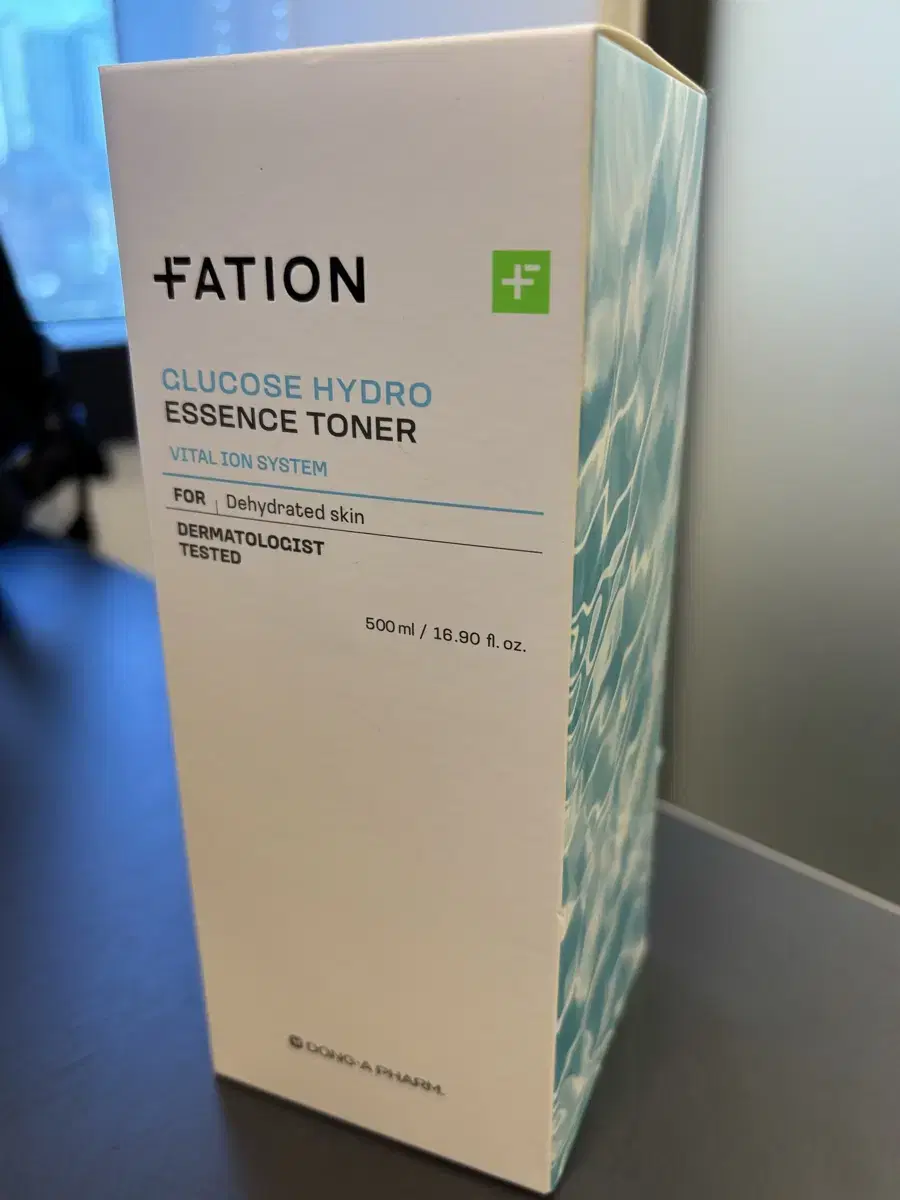 FATION
GLUCOSE HYDRO
ESSENCE TONER
VITAL ION SYSTEM
FOR | Dehydrated skin
DERMATOLOGIST
TESTED
500 ml / 16.90 fl. oz.
DONG-A PHARM.